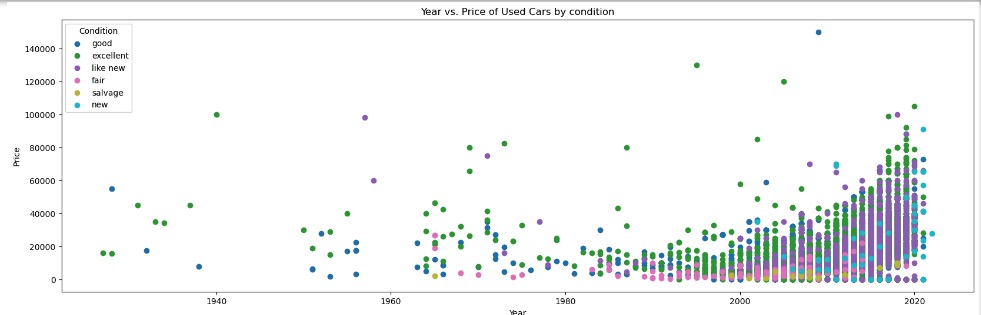 Year vs. Price of Used Cars by condition
Condition
good
excellent
like new
fair
salvage
new
Price
140000
120000
100000
80000
60000
40000
20000
0
1940 1960 1980 2000 2020
Year